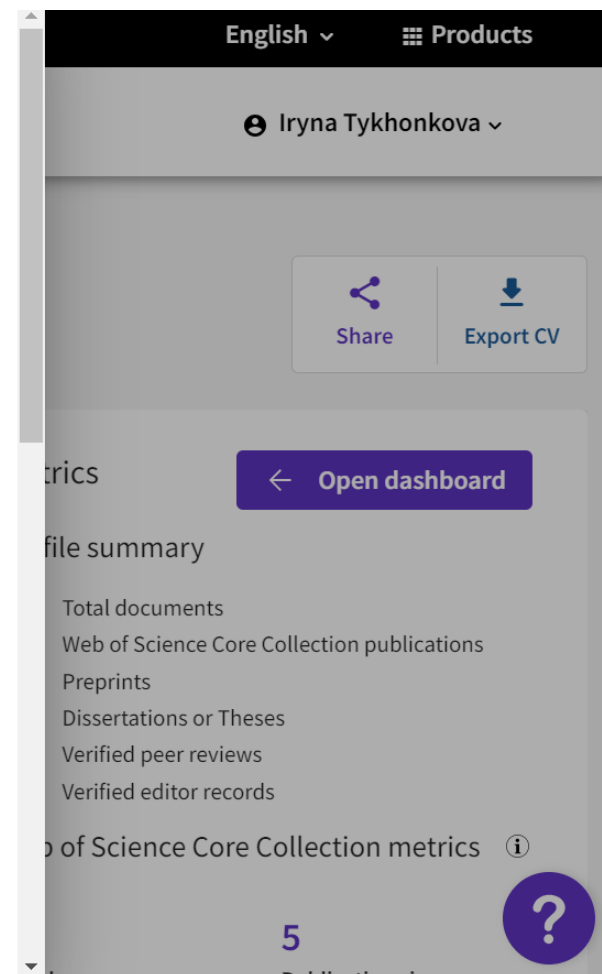 English Products
Iryna Tykhonkova
Share Export CV
trics
Open dashboard
file summary
Total documents
Web of Science Core Collection publications
Preprints
Dissertations or Theses
Verified peer reviews
Verified editor records
of Science Core Collection metrics
5
?